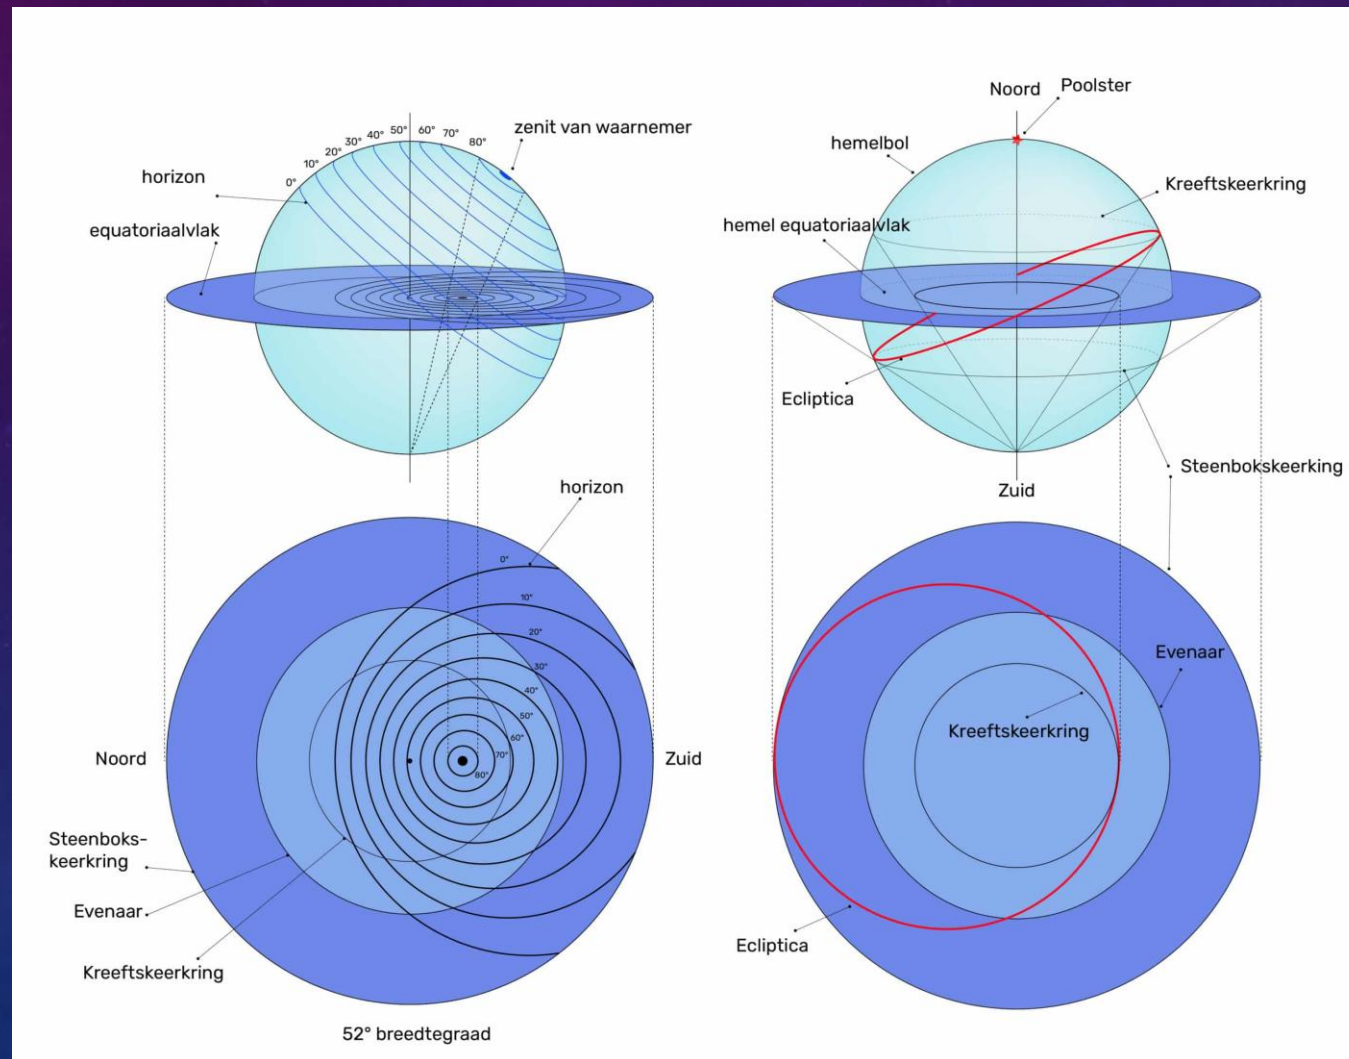 0°
10°
20°
30°
40°
50°
60°
70°
80°
zenit van waarnemer
horizon
equatoriaalvlak
horizon
0°
10°
20°
30°
40°
50°
60°
70°
80°
Noord
Zuid
Steenboks-
keerkring
Evenaar
Kreeftskeerkring
52° breedtegraad
Noord
Poolster
hemelbol
Kreeftskeerkring
hemel equatoriaalvlak
Ecliptica
Steenbokskeerking
Zuid
Evenaar
Kreeftskeerkring
Ecliptica